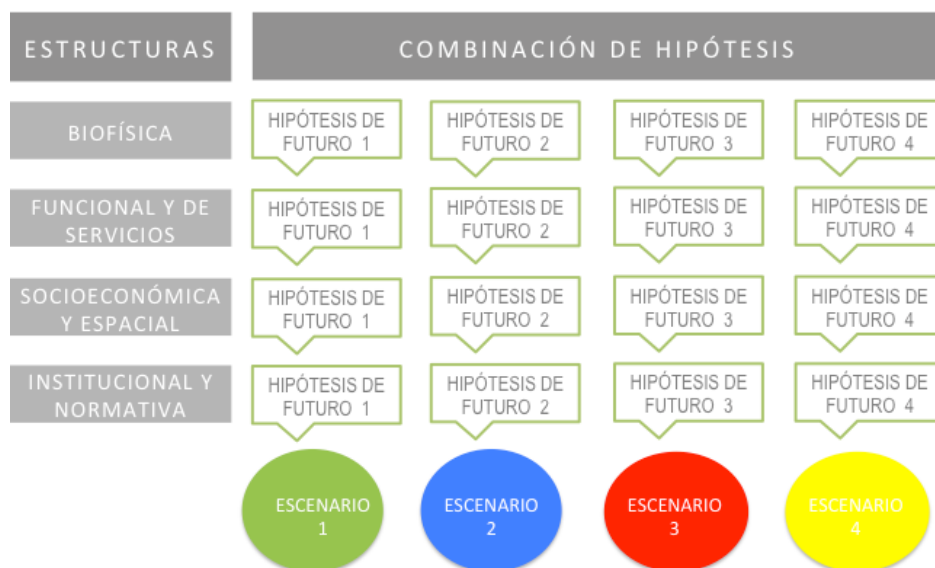 ESTRUCTURAS
COMBINACIÓN DE HIPÓTESIS
BIOFÍSICA
HIPÓTESIS DE
FUTURO 1
HIPÓTESIS DE
FUTURO 2
HIPÓTESIS DE
FUTURO 3
HIPÓTESIS DE
FUTURO 4
FUNCIONAL Y DE
SERVICIOS
HIPÓTESIS DE
FUTURO 1
HIPÓTESIS DE
FUTURO 2
HIPÓTESIS DE
FUTURO 3
HIPÓTESIS DE
FUTURO 4
SOCIOECONÓMICA
Y ESPACIAL
HIPÓTESIS DE
FUTURO 1
HIPÓTESIS DE
FUTURO 2
HIPÓTESIS DE
FUTURO 3
HIPÓTESIS DE
FUTURO 4
INSTITUCIONAL Y
NORMATIVA
HIPÓTESIS DE
FUTURO 1
HIPÓTESIS DE
FUTURO 2
HIPÓTESIS DE
FUTURO 3
HIPÓTESIS DE
FUTURO 4
ESCENARIO
1
ESCENARIO
2
ESCENARIO
3
ESCENARIO
4